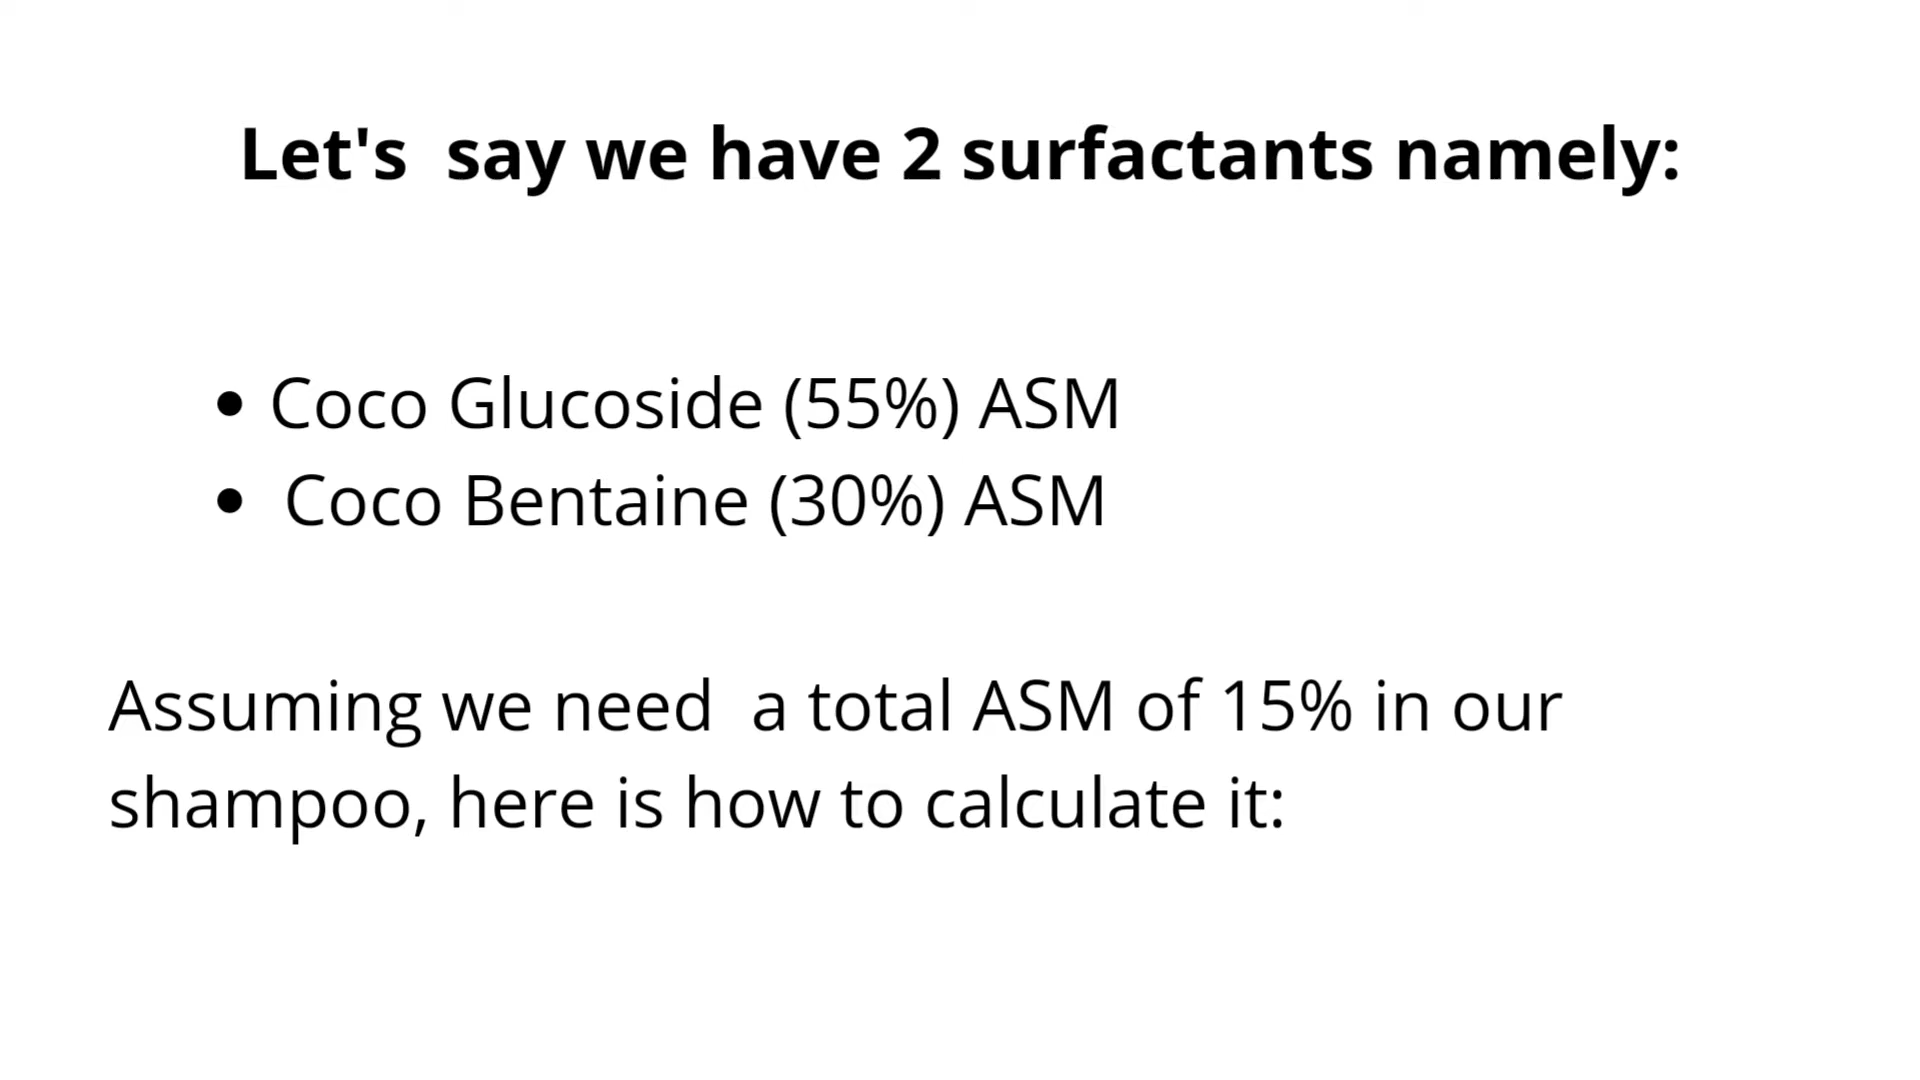 Let's  say we have 2 surfactants namely:
• Coco Glucoside (55%) ASM
•  Coco Bentaine (30%) ASM
Assuming we need  a total ASM of 15% in our
shampoo, here is how to calculate it: